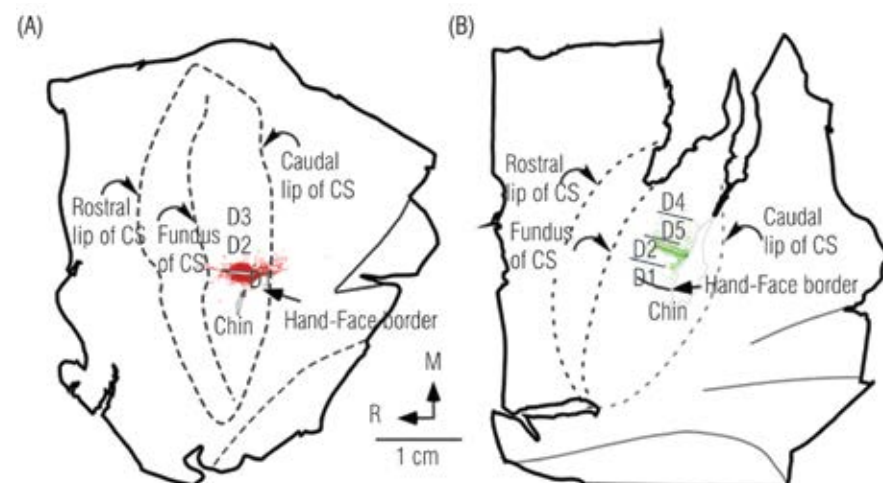 (A)
Rostral
lip of CS
Fundus
of CS
Caudal
lip of CS
D3
D2
Chin
Hand-Face border
M
R
1 cm
(B)
Rostral
lip of CS
Fundus
of CS
D4
D5
D2
D1
Chin
Caudal
lip of CS
Hand-Face border